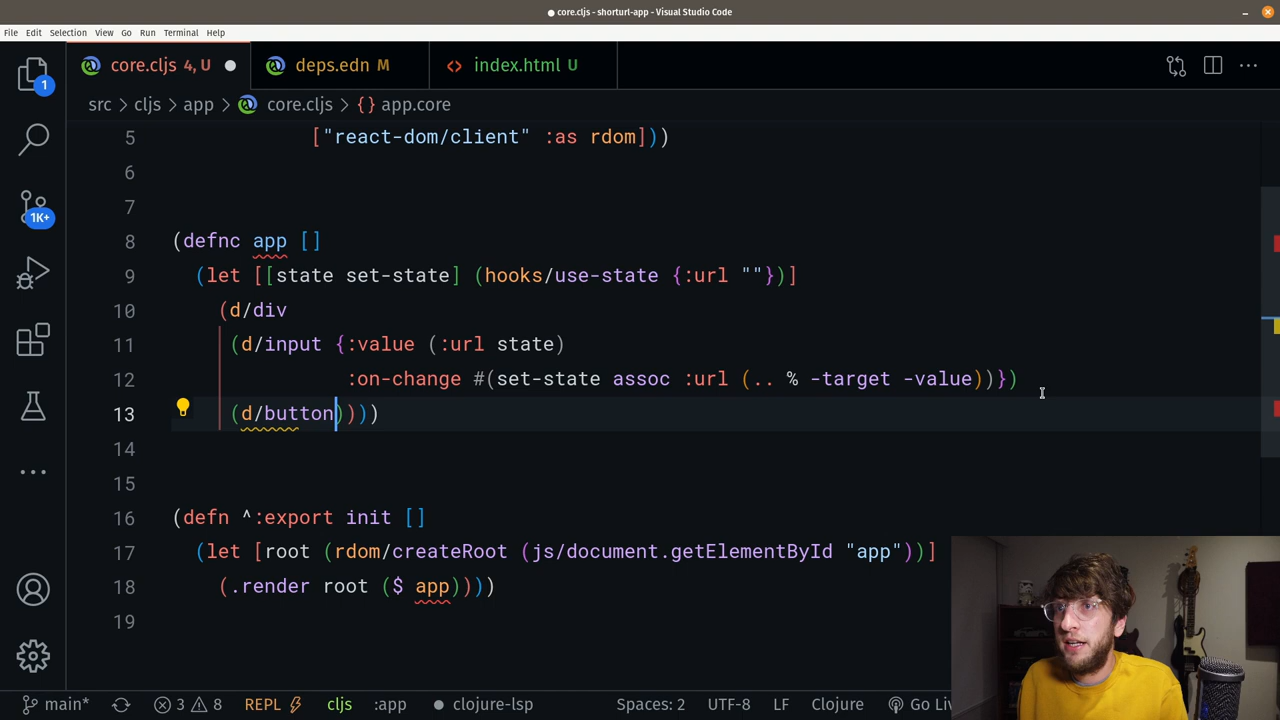 core.cljs - shorturl-app - Visual Studio Code
File Edit Selection View Go Run Terminal Help
core.cljs 4, U deps.edn M index.html U
src > cljs > app > core.cljs > {} app.core
5 ["react-dom/client" :as rdom]))
6
7
8 (defnc app []
9 (let [[state set-state] (hooks/use-state {:url ""})]
10 (d/div
11 (d/input {:value (:url state)
12 :on-change #(set-state assoc :url (.. % -target -value))})
13 (d/button))))
14
15
16 (defn ^:export init []
17 (let [root (rdom/createRoot (js/document.getElementById "app"))]
18 (.render root ($ app))))
19
1
1K+
main* 3 8 REPL cljs :app clojure-lsp Spaces: 2 UTF-8 LF Clojure Go Liv